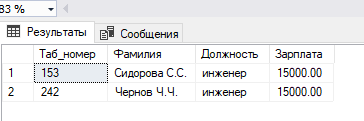 83 %
Результаты Сообщения
Таб_номер Фамилия Должность Зарплата
1 153 Сидорова С.С. инженер 15000.00
2 242 Чернов Ч.Ч. инженер 15000.00